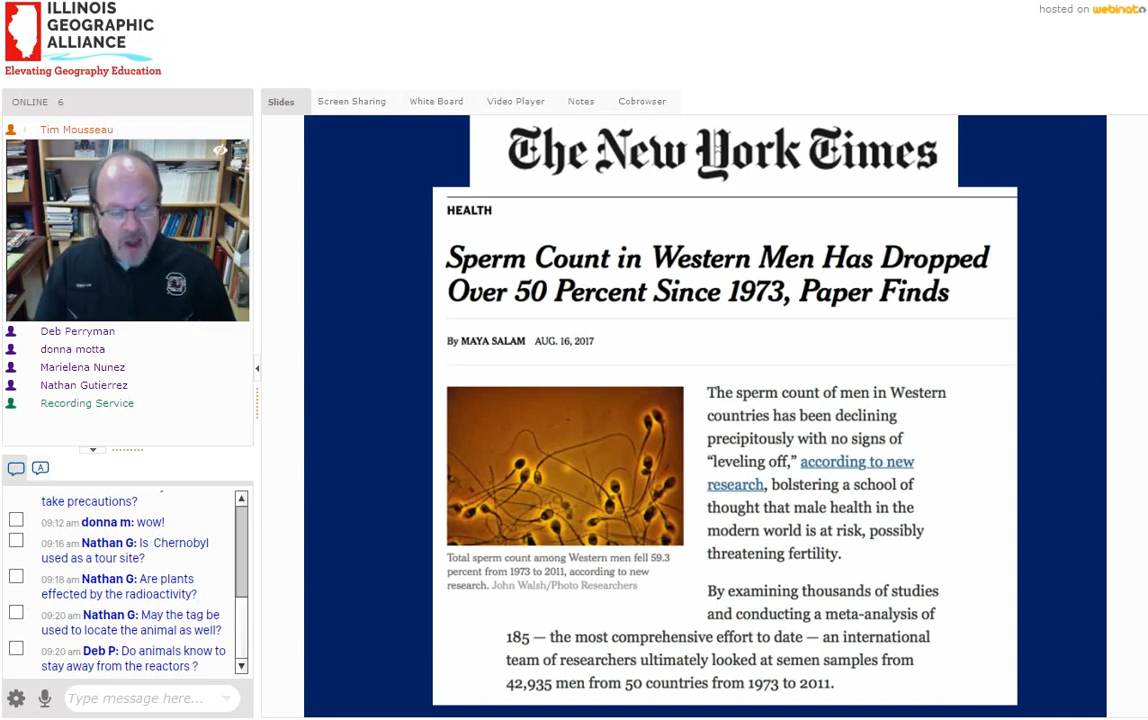 ILLINOIS
GEOGRAPHIC
ALLIANCE
Elevating Geography Education
hosted on webinato
ONLINE 6
Tim Mousseau
Deb Perryman
donna motta
Marielena Nunez
Nathan Gutierrez
Recording Service
take precautions?
09:12 am donna m: wow!
09:16 am Nathan G: Is Chernobyl
used as a tour site?
09:18 am Nathan G: Are plants
effected by the radioactivity?
09:20 am Nathan G: May the tag be
used to locate the animal as well?
09:20 am Deb P: Do animals know to
stay away from the reactors ?
Type message here...
Slides
Screen Sharing
White Board
Video Player
Notes
Cobrowser
The New York Times
HEALTH
Sperm Count in Western Men Has Dropped
Over 50 Percent Since 1973, Paper Finds
By MAYA SALAM AUG. 16, 2017
Total sperm count among Western men fell 59.3
percent from 1973 to 2011, according to new
research. John Walsh/Photo Researchers
The sperm count of men in Western
countries has been declining
precipitously with no signs of
“leveling off,” according to new
research, bolstering a school of
thought that male health in the
modern world is at risk, possibly
threatening fertility.
By examining thousands of studies
and conducting a meta-analysis of
185 — the most comprehensive effort to date — an international
team of researchers ultimately looked at semen samples from
42,935 men from 50 countries from 1973 to 2011.